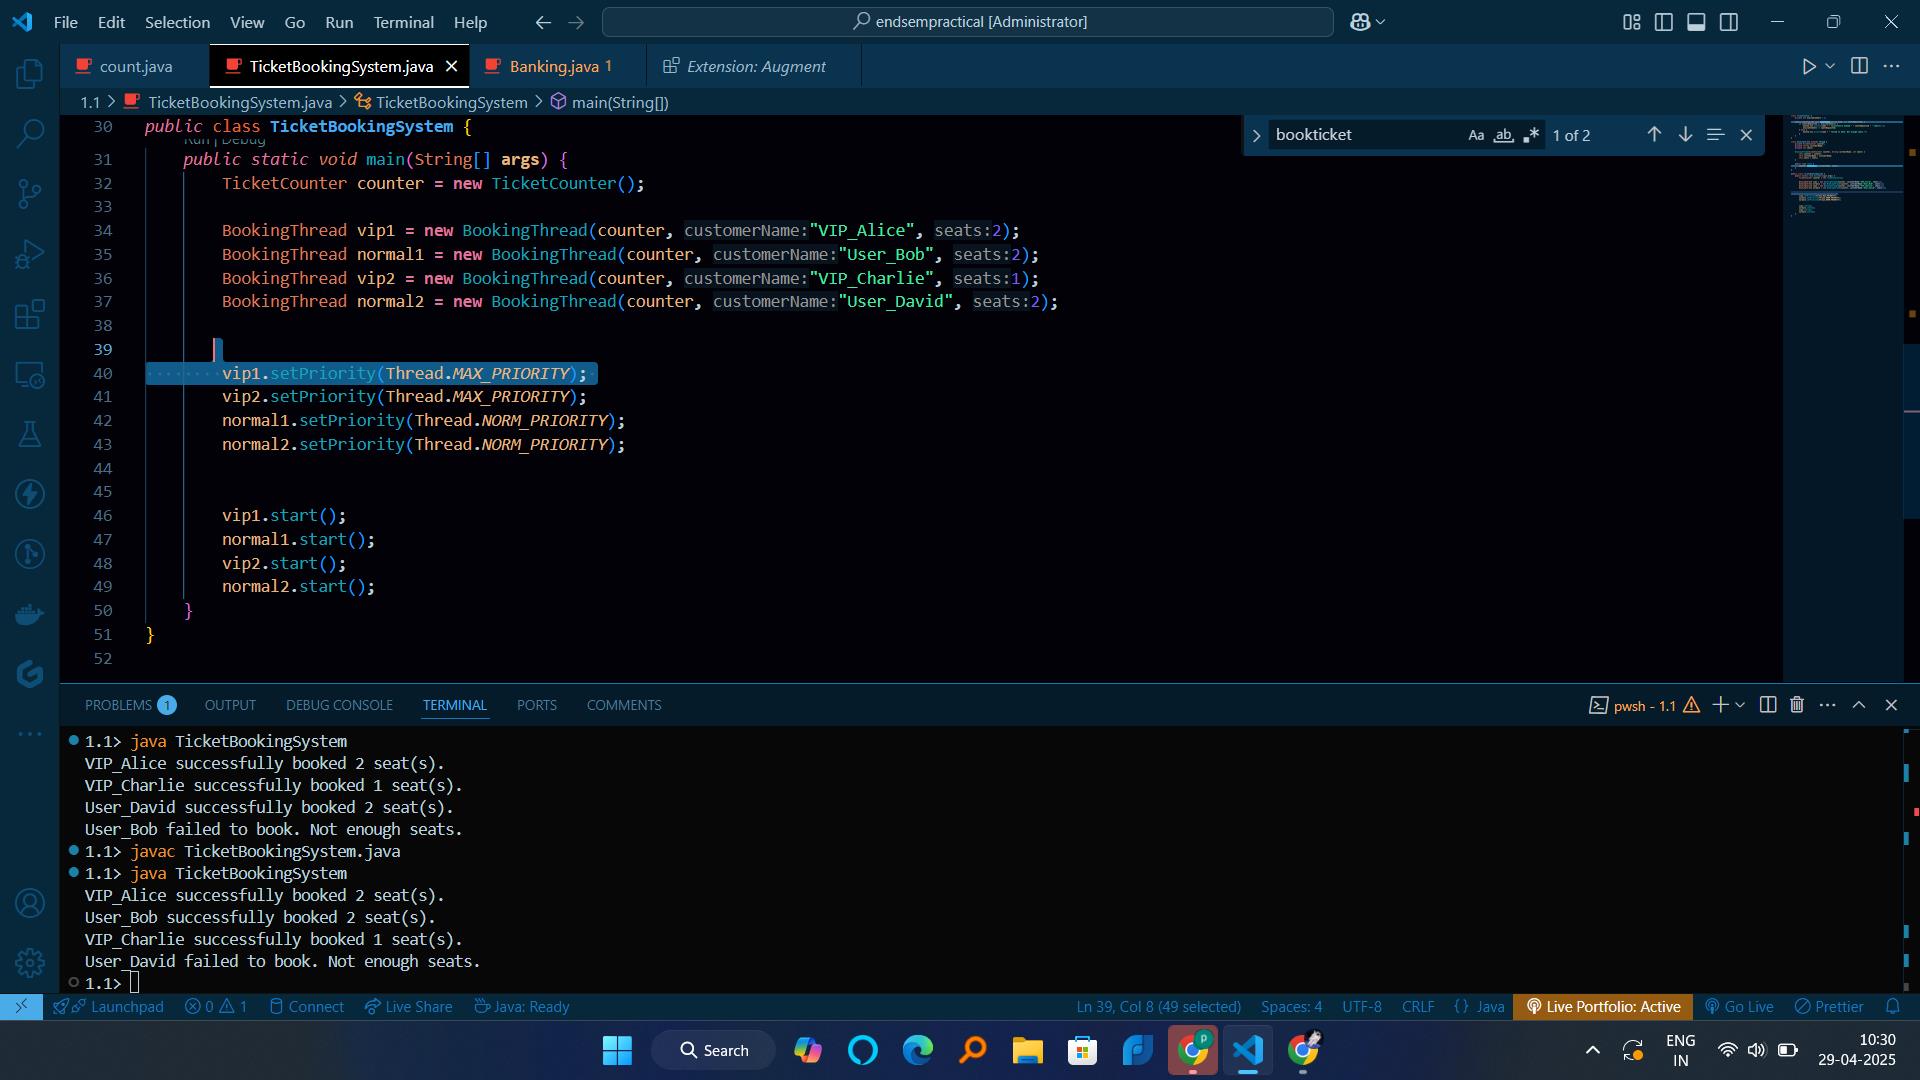 File Edit Selection View Go Run Terminal Help
endsempractical [Administrator]
count.java
TicketBookingSystem.java
Banking.java 1
Extension: Augment
1.1 > TicketBookingSystem.java > TicketBookingSystem > main(String[])
bookticket Aa ab 1 of 2
30 public class TicketBookingSystem {
Run | Debug
31 public static void main(String[] args) {
32 TicketCounter counter = new TicketCounter();
33
34 BookingThread vip1 = new BookingThread(counter, customerName:"VIP_Alice", seats:2);
35 BookingThread normal1 = new BookingThread(counter, customerName:"User_Bob", seats:2);
36 BookingThread vip2 = new BookingThread(counter, customerName:"VIP_Charlie", seats:1);
37 BookingThread normal2 = new BookingThread(counter, customerName:"User_David", seats:2);
38
39
40 vip1.setPriority(Thread.MAX_PRIORITY);
41 vip2.setPriority(Thread.MAX_PRIORITY);
42 normal1.setPriority(Thread.NORM_PRIORITY);
43 normal2.setPriority(Thread.NORM_PRIORITY);
44
45
46 vip1.start();
47 normal1.start();
48 vip2.start();
49 normal2.start();
50 }
51 }
52
PROBLEMS 1 OUTPUT DEBUG CONSOLE TERMINAL PORTS COMMENTS
pwsh - 1.1
1.1> java TicketBookingSystem
VIP_Alice successfully booked 2 seat(s).
VIP_Charlie successfully booked 1 seat(s).
User_David successfully booked 2 seat(s).
User_Bob failed to book. Not enough seats.
1.1> javac TicketBookingSystem.java
1.1> java TicketBookingSystem
VIP_Alice successfully booked 2 seat(s).
User_Bob successfully booked 2 seat(s).
VIP_Charlie successfully booked 1 seat(s).
User_David failed to book. Not enough seats.
1.1>
Launchpad 0 1 Connect Live Share Java: Ready
Ln 39, Col 8 (49 selected) Spaces: 4 UTF-8 CRLF {} Java Live Portfolio: Active Go Live Prettier
Search
ENG
IN
10:30
29-04-2025